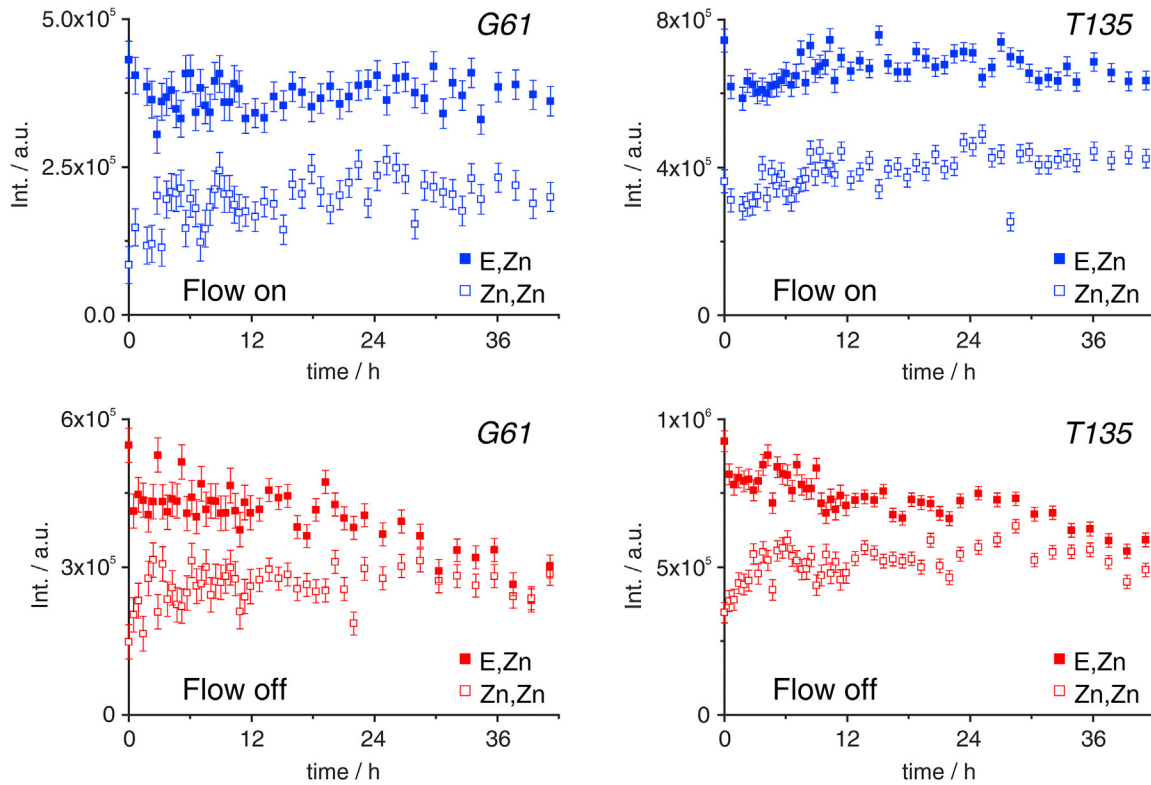 G61
5.0x10⁵
2.5x10⁵
0.0
Int. / a.u.
E,Zn
Zn,Zn
Flow on
0 12 24 36
time / h
T135
8x10⁵
4x10⁵
0
Int. / a.u.
E,Zn
Zn,Zn
Flow on
0 12 24 36
time / h
G61
6x10⁵
3x10⁵
0
Int. / a.u.
E,Zn
Zn,Zn
Flow off
0 12 24 36
time / h
T135
1x10⁶
5x10⁵
0
Int. / a.u.
E,Zn
Zn,Zn
Flow off
0 12 24 36
time / h